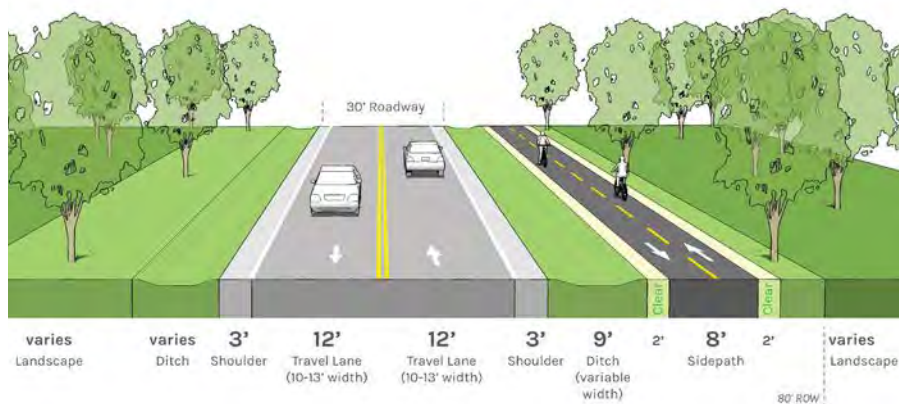 30' Roadway
Clear
Clear
varies
Landscape
varies
Ditch
3'
Shoulder
12'
Travel Lane
(10-13' width)
12'
Travel Lane
(10-13' width)
3'
Shoulder
9'
Ditch
(variable
width)
2'
8'
Sidepath
2'
varies
Landscape
80' ROW